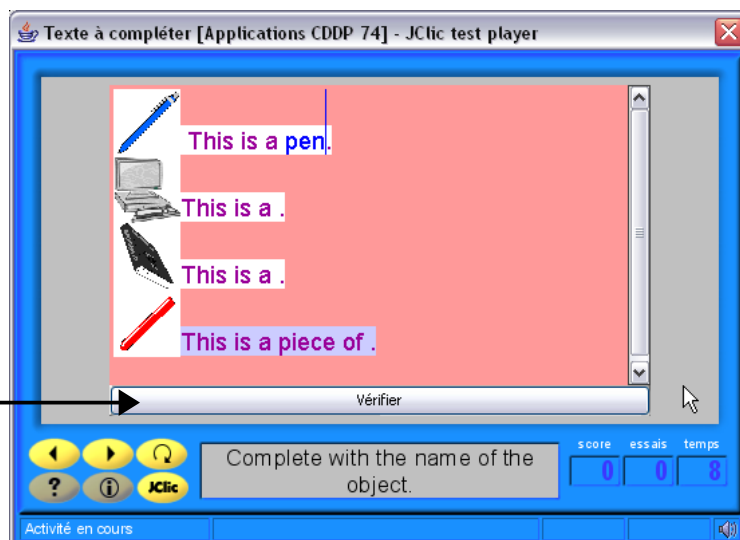 Texte à compléter [Applications CDDP 74] - JClic test player
This is a pen.
This is a .
This is a .
This is a piece of .
Vérifier
Complete with the name of the
object.
score essais temps
0 0 8
? i JClic
Activité en cours